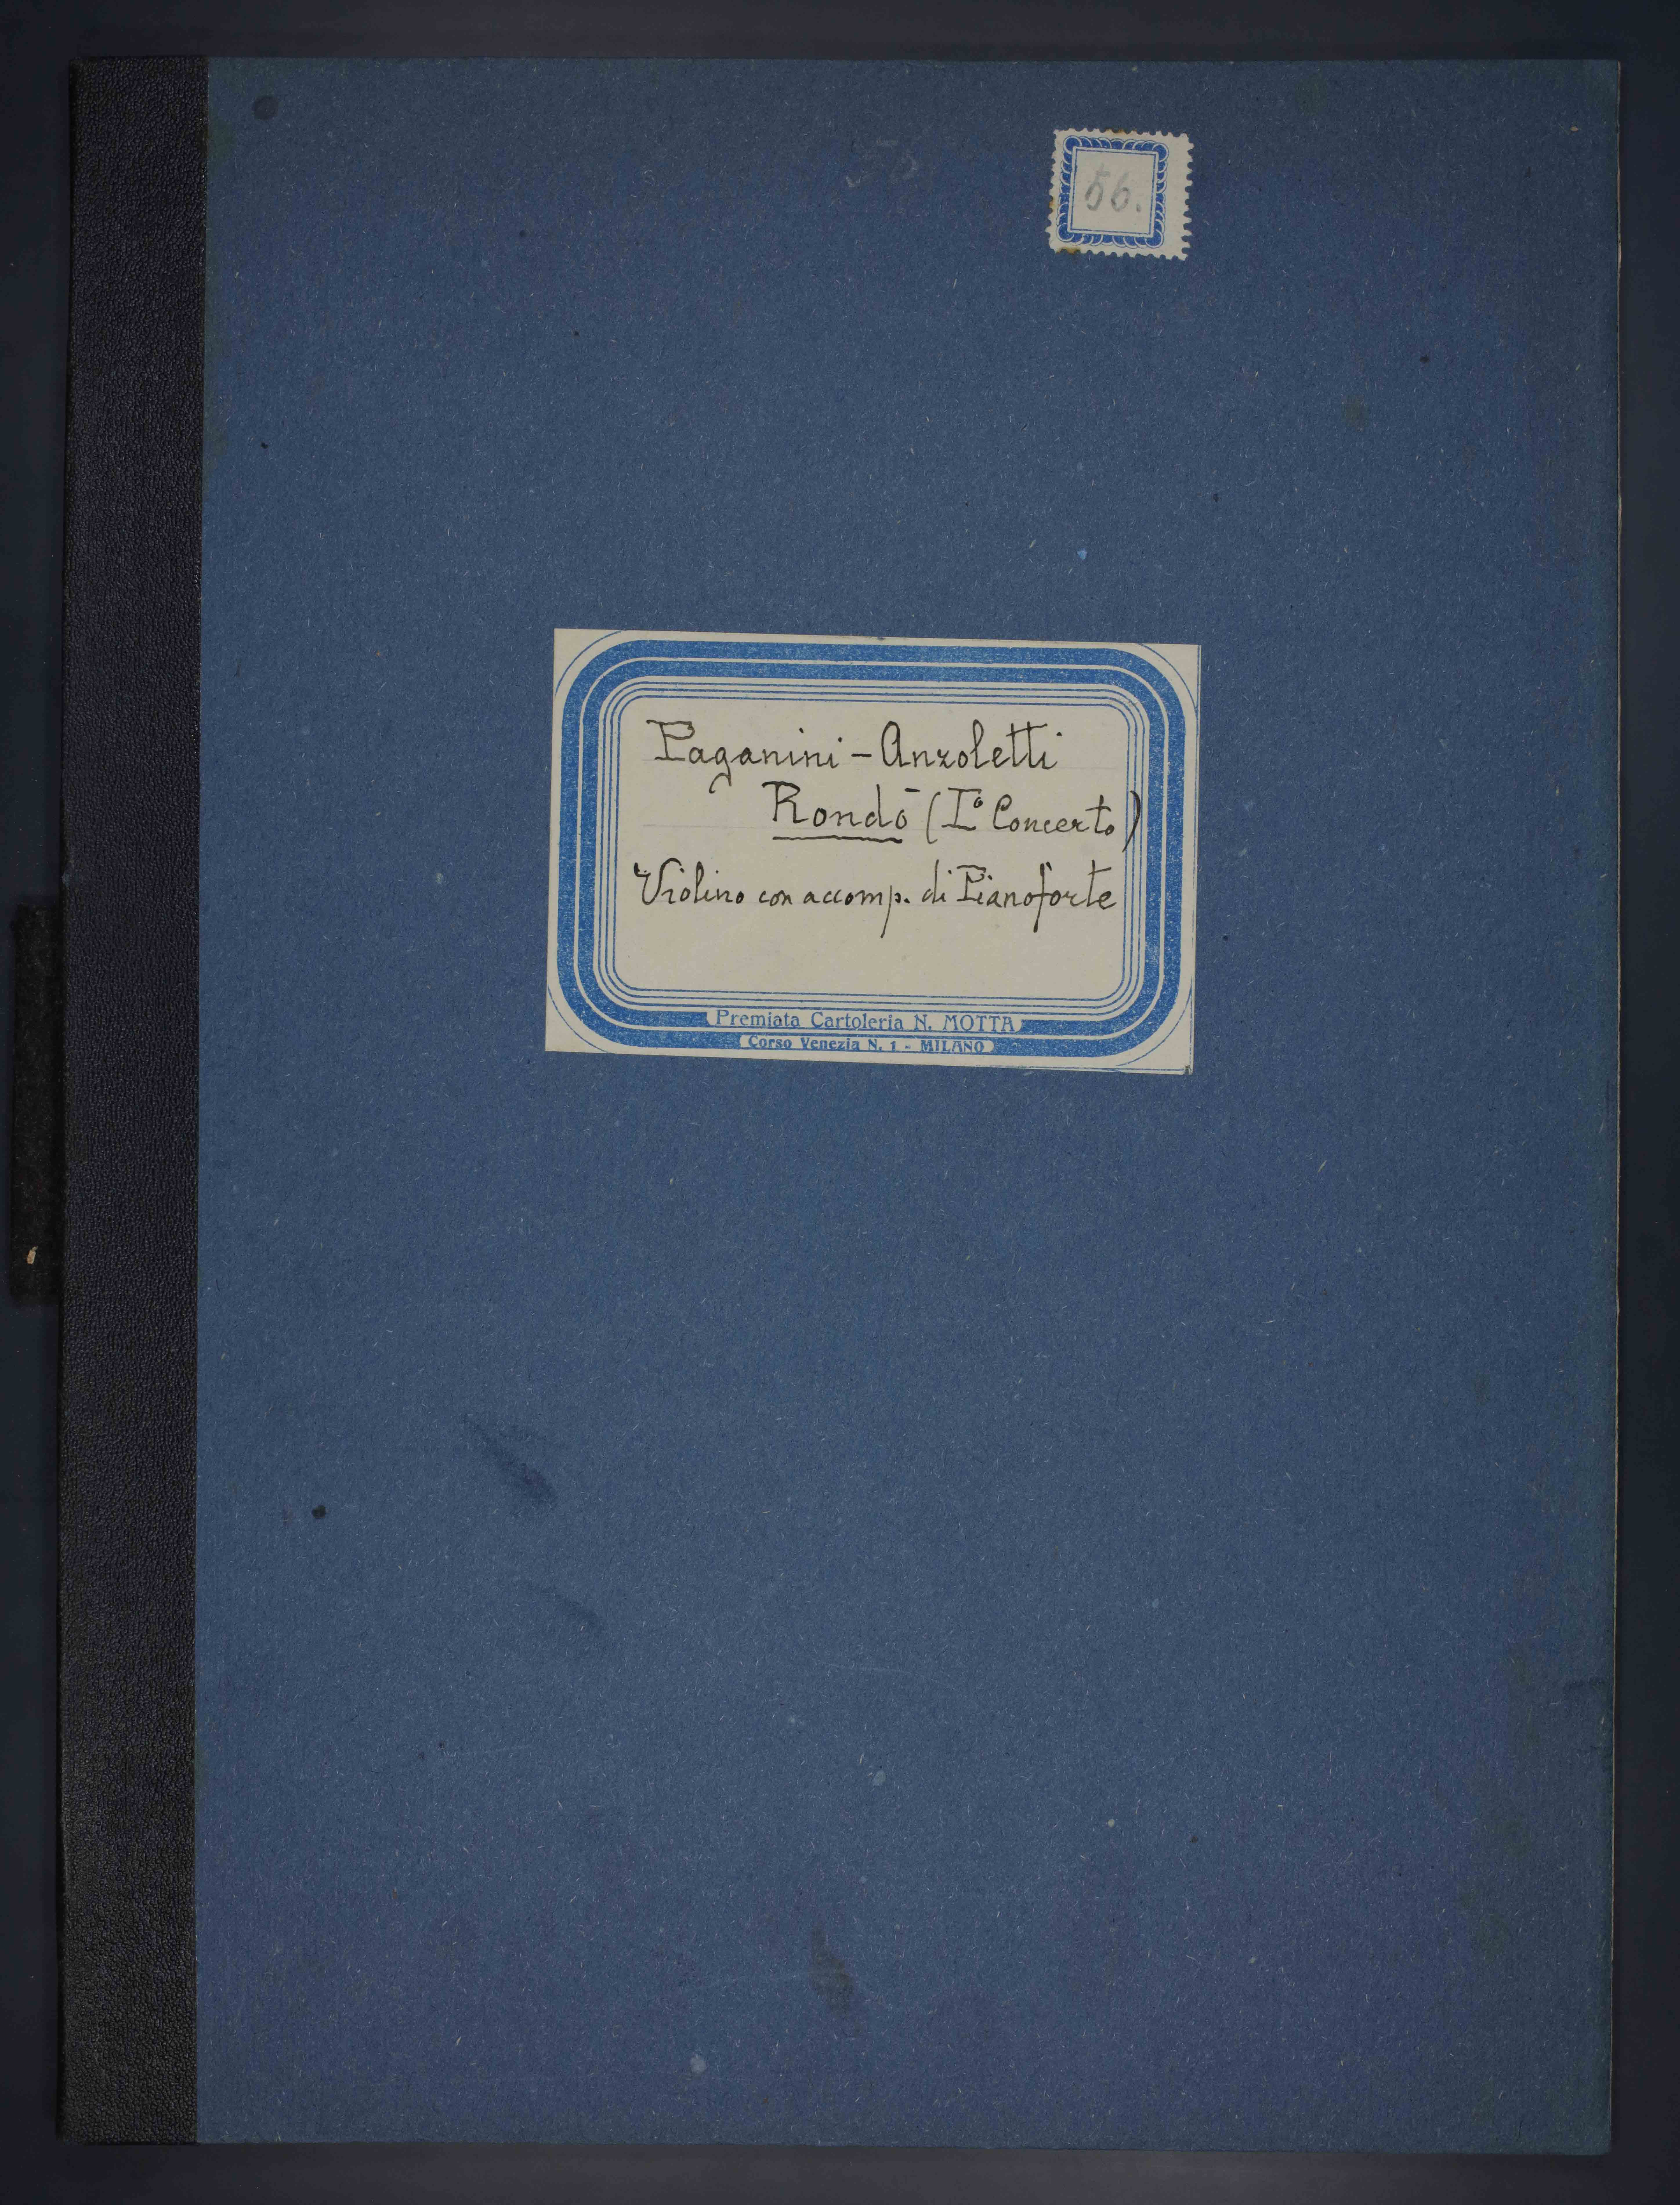 56.
Paganini - Anzoletti
Rondò (I° Concerto)
Violino con accomp. di Pianoforte
Premiata Cartoleria N. MOTTA
Corso Venezia N. 1 - MILANO